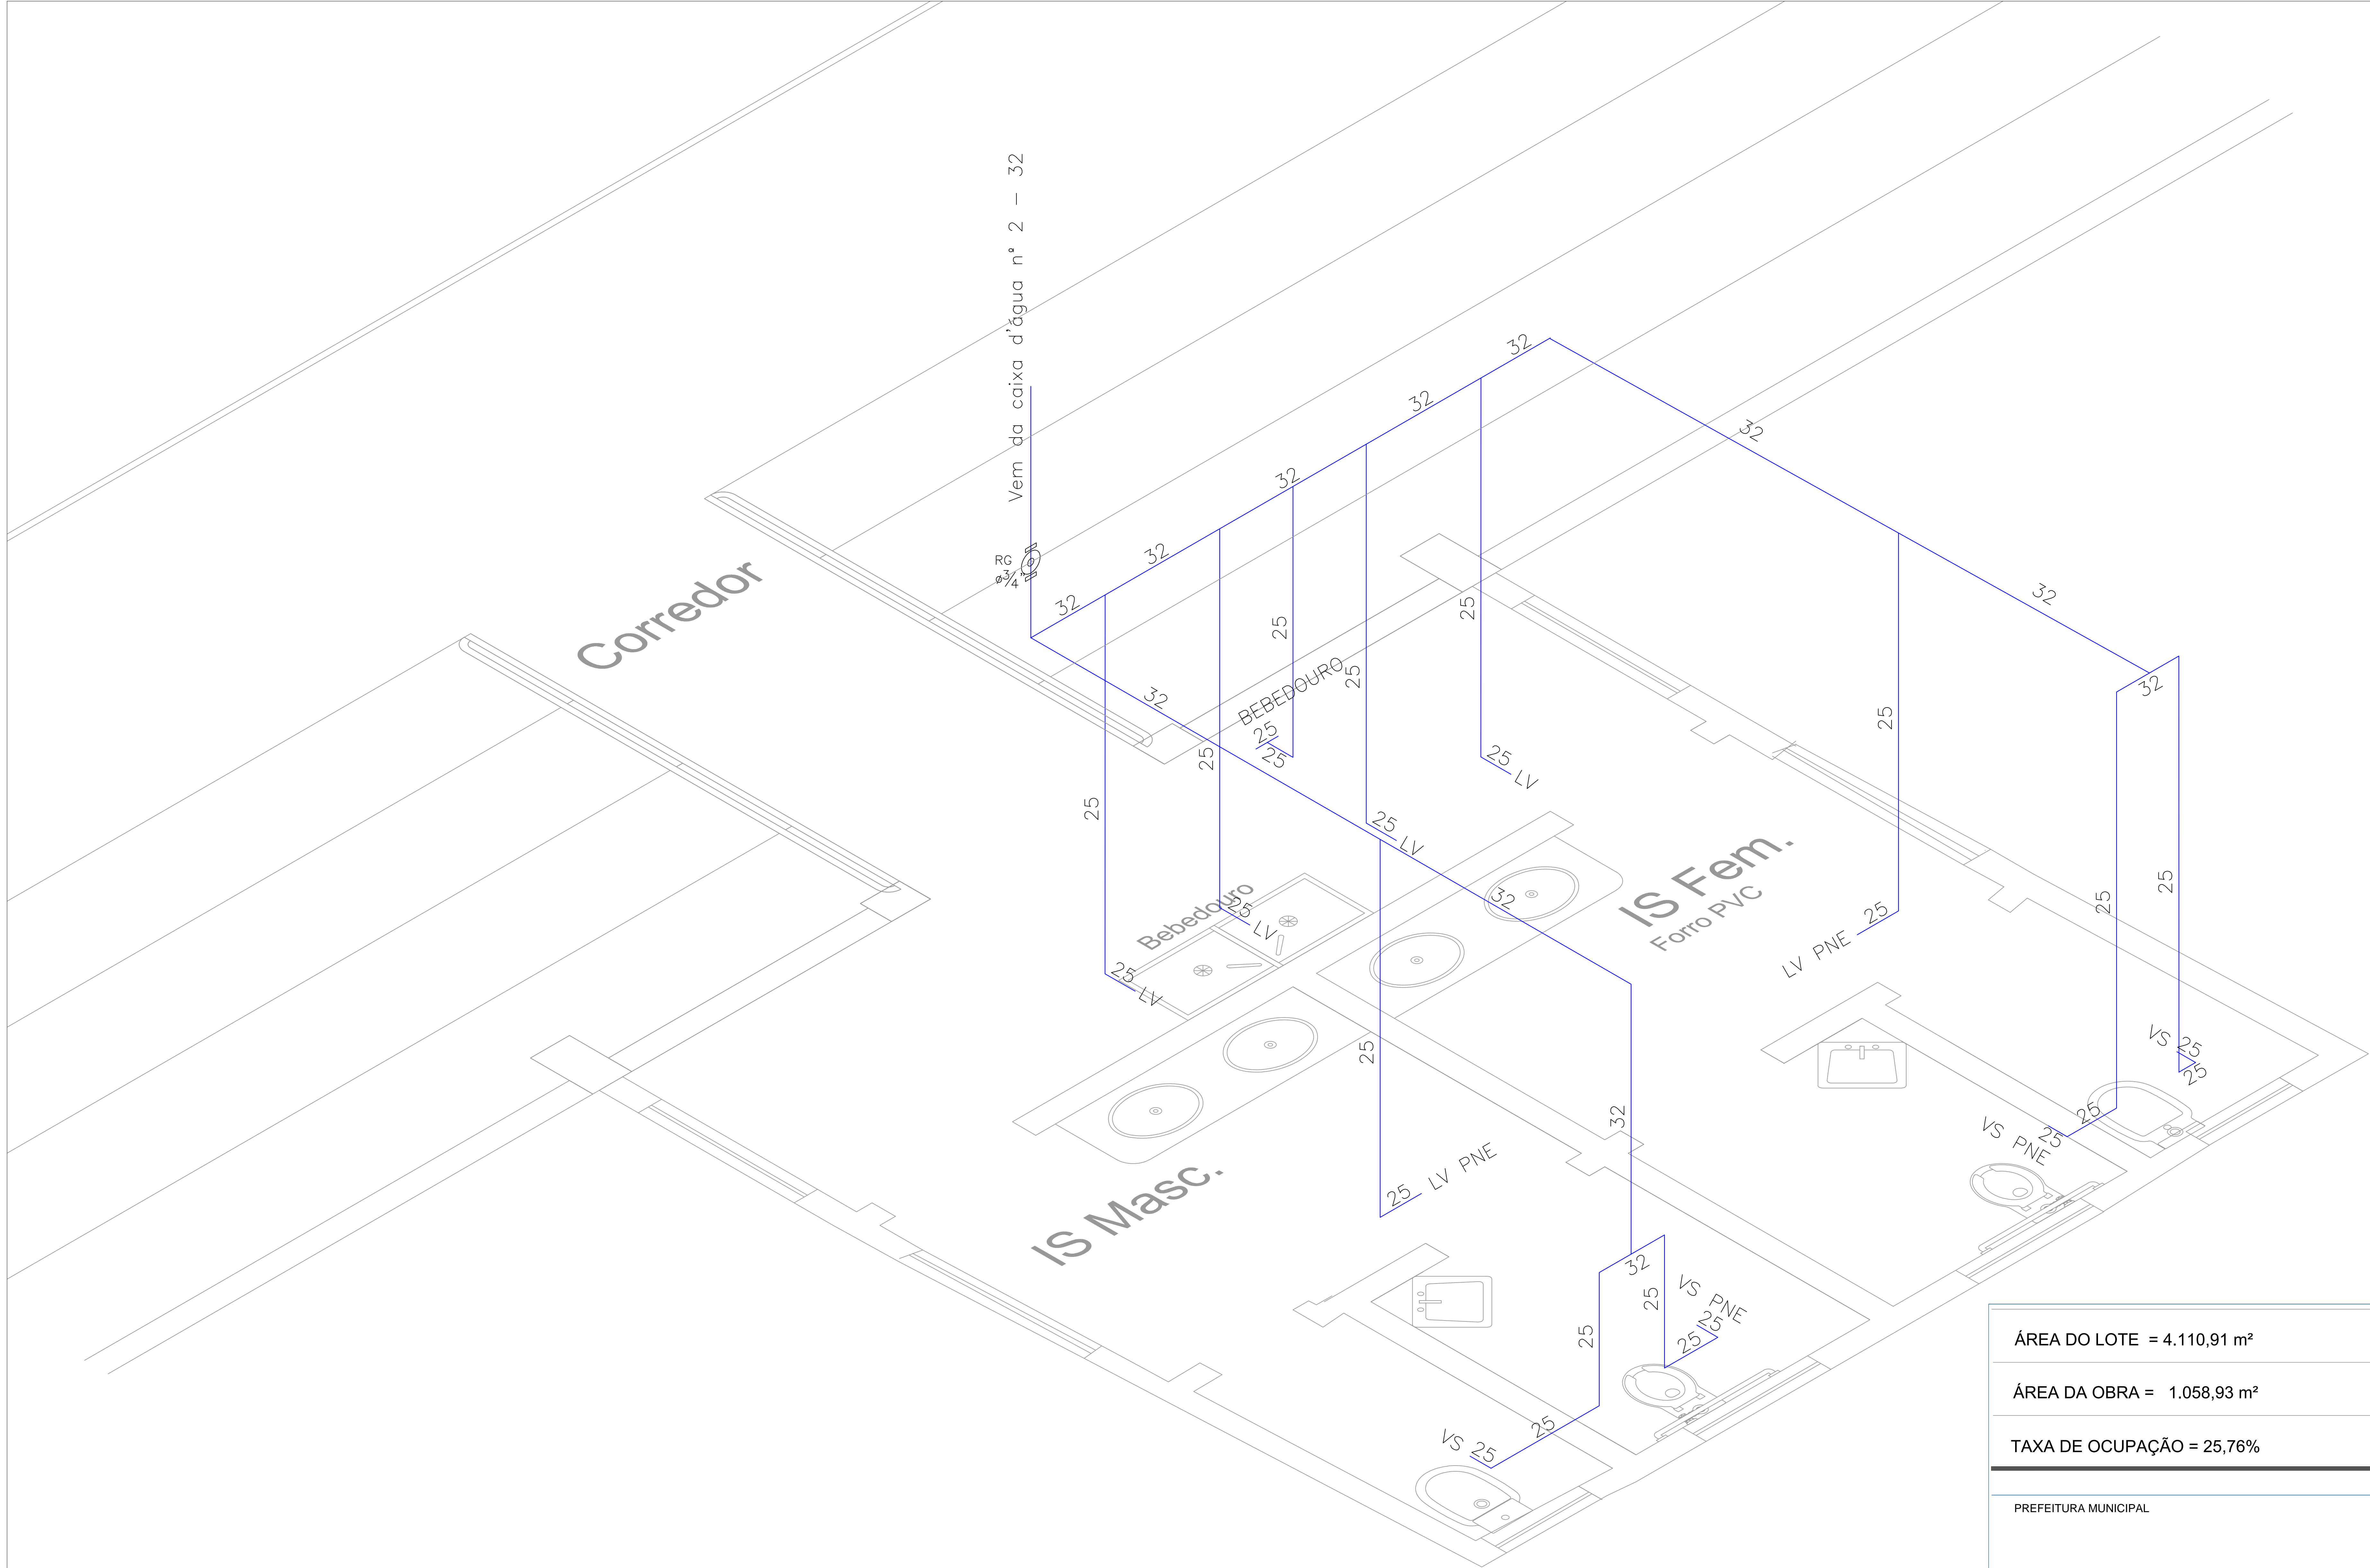 Vem da caixa d'água nº 2 - 32
32
32
32
32
32
RG
ø3/4"
Corredor
32
32
32
25
25
25
BEBEDOURO
25
25
25
25
25
25 LV
32
25
25
25
25 LV
Bebedouro
25 LV
32
IS Fem.
Forro PVC
25
LV PNE
25 LV
VS 25
25
25
25
VS PNE
25
32
25 LV PNE
IS Masc.
32
25
25
VS PNE
25
25
25
VS 25
ÁREA DO LOTE = 4.110,91 m²
ÁREA DA OBRA = 1.058,93 m²
TAXA DE OCUPAÇÃO = 25,76%
PREFEITURA MUNICIPAL